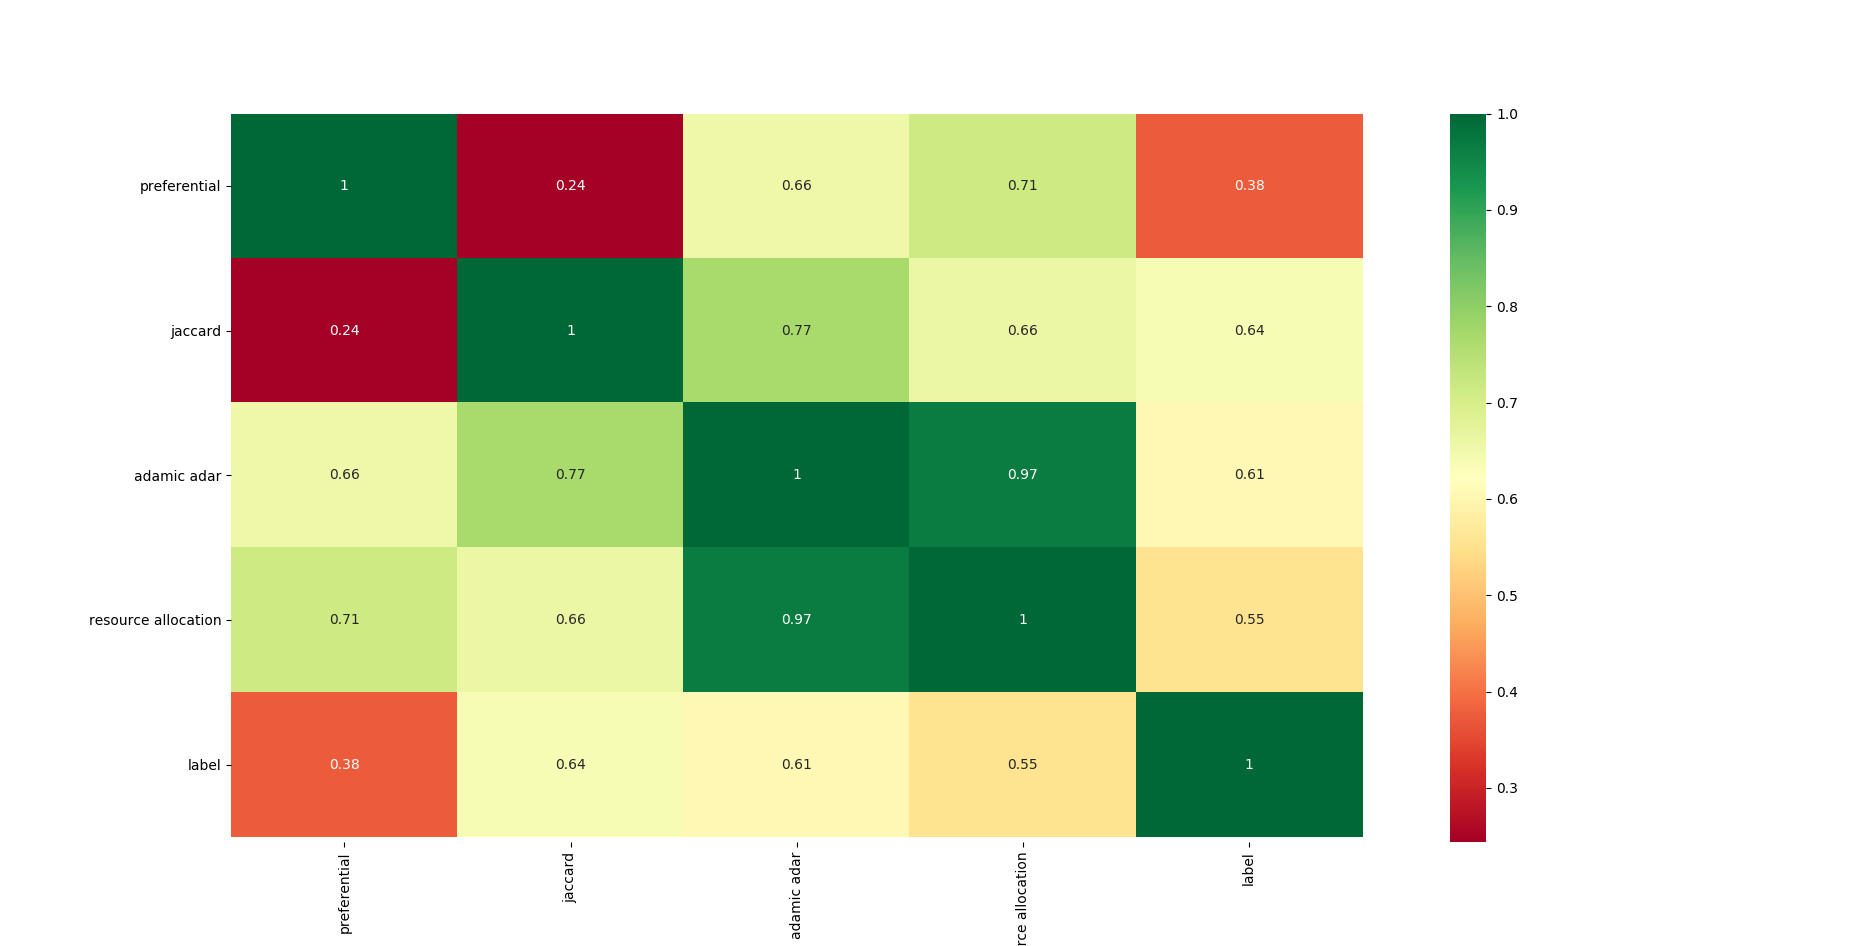 preferential 1 0.24 0.66 0.71 0.38
jaccard 0.24 1 0.77 0.66 0.64
adamic adar 0.66 0.77 1 0.97 0.61
resource allocation 0.71 0.66 0.97 1 0.55
label 0.38 0.64 0.61 0.55 1
preferential
jaccard
adamic adar
rce allocation
label
1.0
0.9
0.8
0.7
0.6
0.5
0.4
0.3